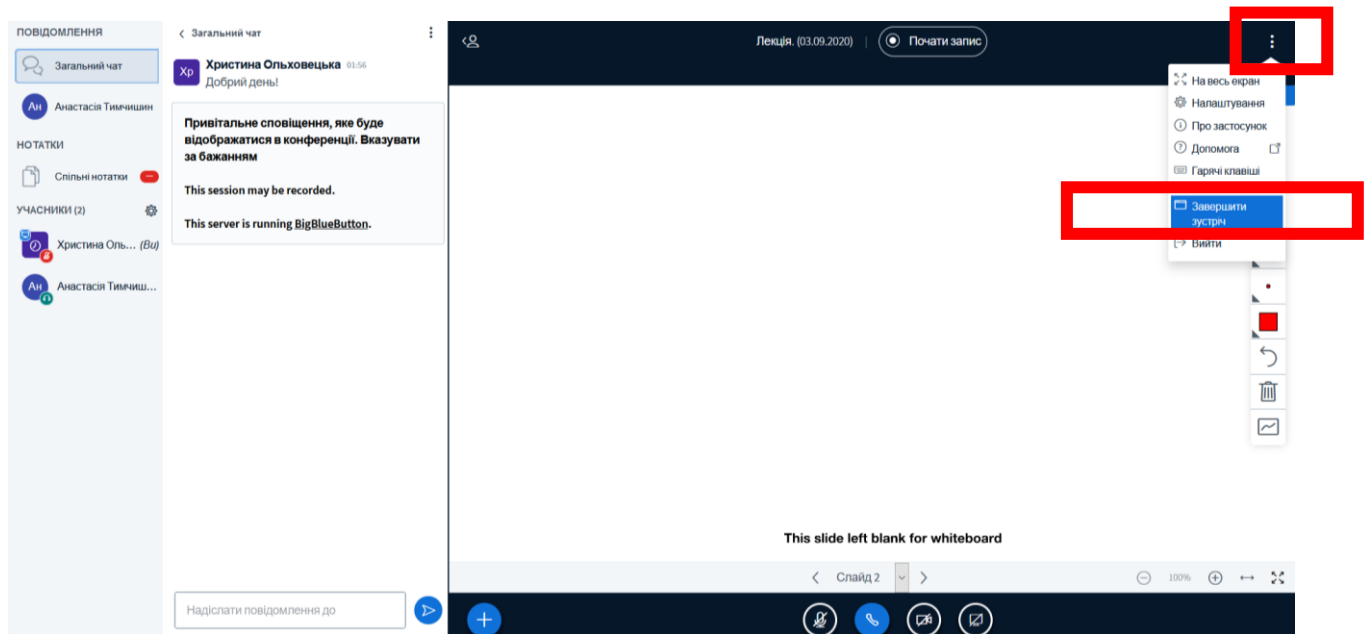 ПОВІДОМЛЕННЯ
Загальний чат
Ан Анастасія Тимчишин
НОТАТКИ
Спільні нотатки
УЧАСНИКИ (2)
Христина Оль... (Ви)
Ан Анастасія Тимчиш...
Загальний чат
Хр Христина Ольховецька 01:56
Добрий день!
Привітальне сповіщення, яке буде
відображатися в конференції. Вказувати
за бажанням
This session may be recorded.
This server is running BigBlueButton.
Надіслати повідомлення до
Лекція. (03.09.2020) | Почати запис
На весь екран
Налаштування
Про застосунок
Допомога
Гарячі клавіші
Завершити
зустріч
Вийти
This slide left blank for whiteboard
Слайд 2
100%